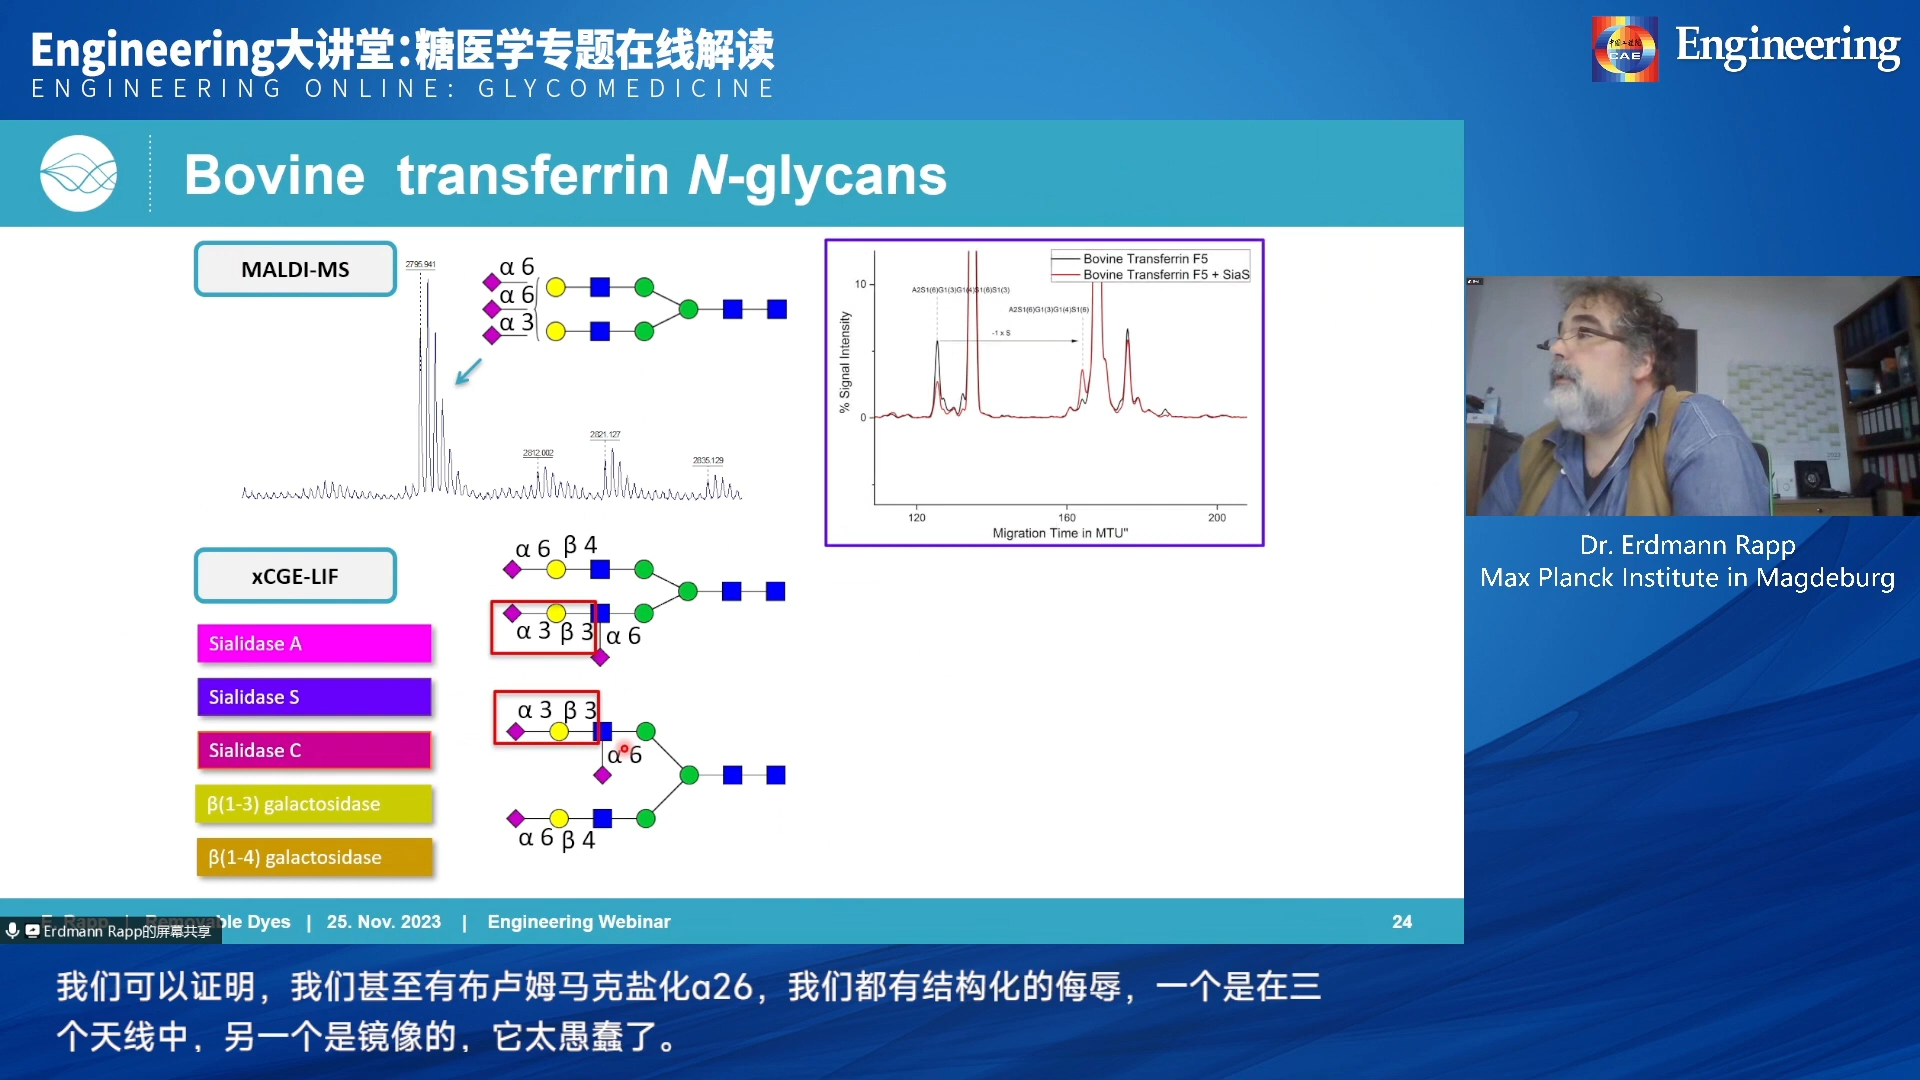 Engineering大讲堂:糖医学专题在线解读
ENGINEERING ONLINE: GLYCOMEDICINE
中国工程院
CAE
Engineering
Bovine transferrin N-glycans
MALDI-MS
2795.941
2812.002
2821.127
2835.129
α 6
α 6
α 3
% Signal Intensity
10
0
Bovine Transferrin F5
Bovine Transferrin F5 + SiaS
A2S1(6)G1(3)G1(4)S1(6)S1(3)
A2S1(6)G1(3)G1(4)S1(6)
-1 x S
120
160
200
Migration Time in MTU"
xCGE-LIF
α 6 β 4
α 3 β 3 α 6
α 3 β 3
α 6
α 6 β 4
Sialidase A
Sialidase S
Sialidase C
β(1-3) galactosidase
β(1-4) galactosidase
Dr. Erdmann Rapp
Max Planck Institute in Magdeburg
E. Rapp | Removable Dyes | 25. Nov. 2023 | Engineering Webinar
24
Erdmann Rapp的屏幕共享
我们可以证明，我们甚至有布卢姆马克盐化α26，我们都有结构化的侮辱，一个是在三
个天线中，另一个是镜像的，它太愚蠢了。